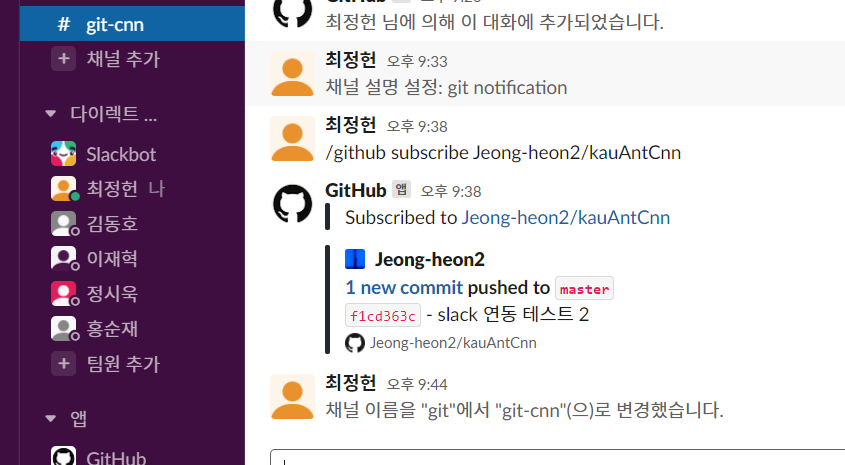 # git-cnn
+ 채널 추가
다이렉트 ...
Slackbot
최정헌 나
김동호
이재혁
정시욱
홍순재
+ 팀원 추가
앱
GitHub
GitHub
최정헌 님에 의해 이 대화에 추가되었습니다.
최정헌 오후 9:33
채널 설명 설정: git notification
최정헌 오후 9:38
/github subscribe Jeong-heon2/kauAntCnn
GitHub 앱 오후 9:38
Subscribed to Jeong-heon2/kauAntCnn
Jeong-heon2
1 new commit pushed to master
f1cd363c - slack 연동 테스트 2
Jeong-heon2/kauAntCnn
최정헌 오후 9:44
채널 이름을 "git"에서 "git-cnn"(으)로 변경했습니다.